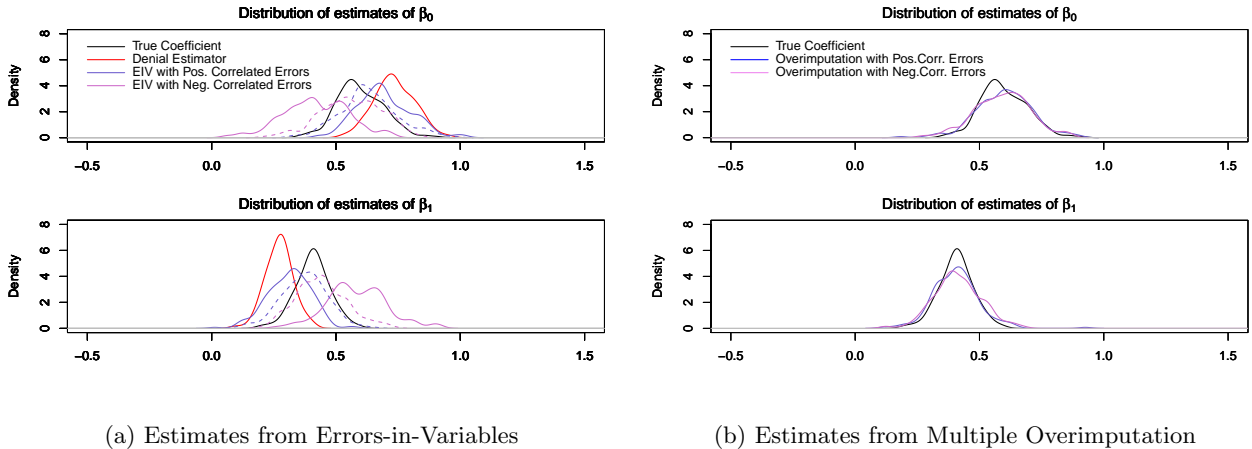 Distribution of estimates of β0
Density
0 2 4 6 8
True Coefficient
Denial Estimator
EIV with Pos. Correlated Errors
EIV with Neg. Correlated Errors
−0.5 0.0 0.5 1.0 1.5
Distribution of estimates of β1
Density
0 2 4 6 8
−0.5 0.0 0.5 1.0 1.5
(a) Estimates from Errors-in-Variables
Distribution of estimates of β0
Density
0 2 4 6 8
True Coefficient
Overimputation with Pos.Corr. Errors
Overimputation with Neg.Corr. Errors
−0.5 0.0 0.5 1.0 1.5
Distribution of estimates of β1
Density
0 2 4 6 8
−0.5 0.0 0.5 1.0 1.5
(b) Estimates from Multiple Overimputation